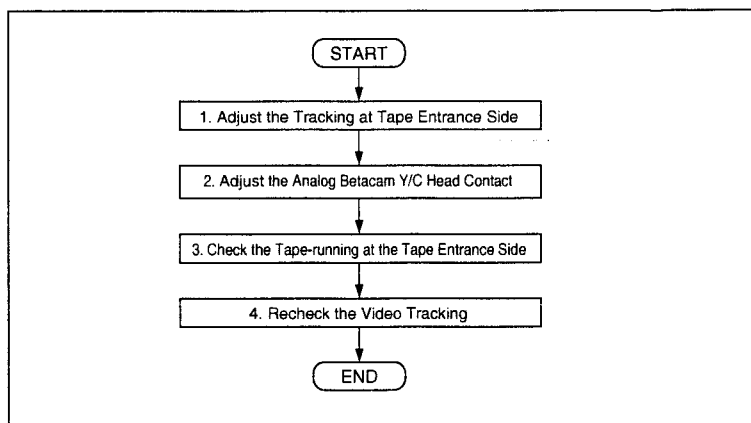 START
1. Adjust the Tracking at Tape Entrance Side
2. Adjust the Analog Betacam Y/C Head Contact
3. Check the Tape-running at the Tape Entrance Side
4. Recheck the Video Tracking
END